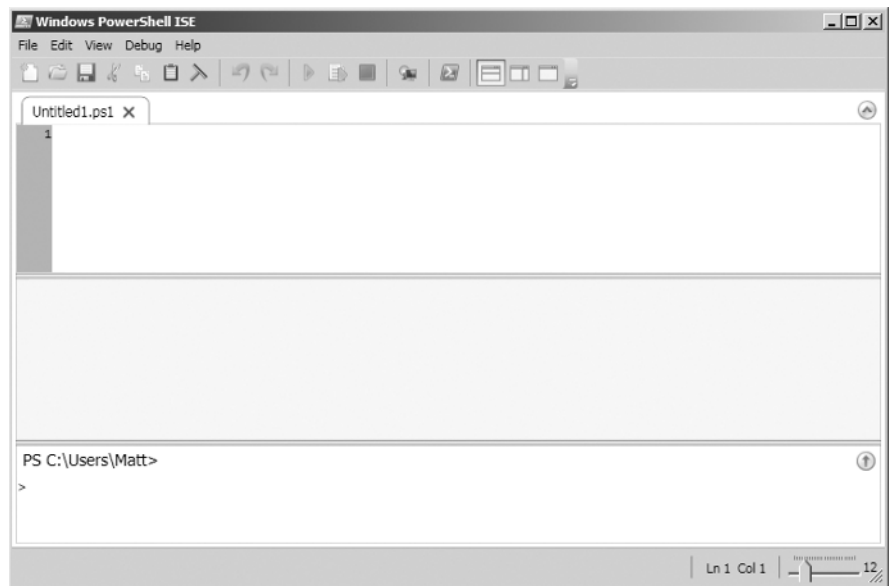 Windows PowerShell ISE
File Edit View Debug Help
Untitled1.ps1
1
PS C:\Users\Matt>
>
Ln 1 Col 1
12